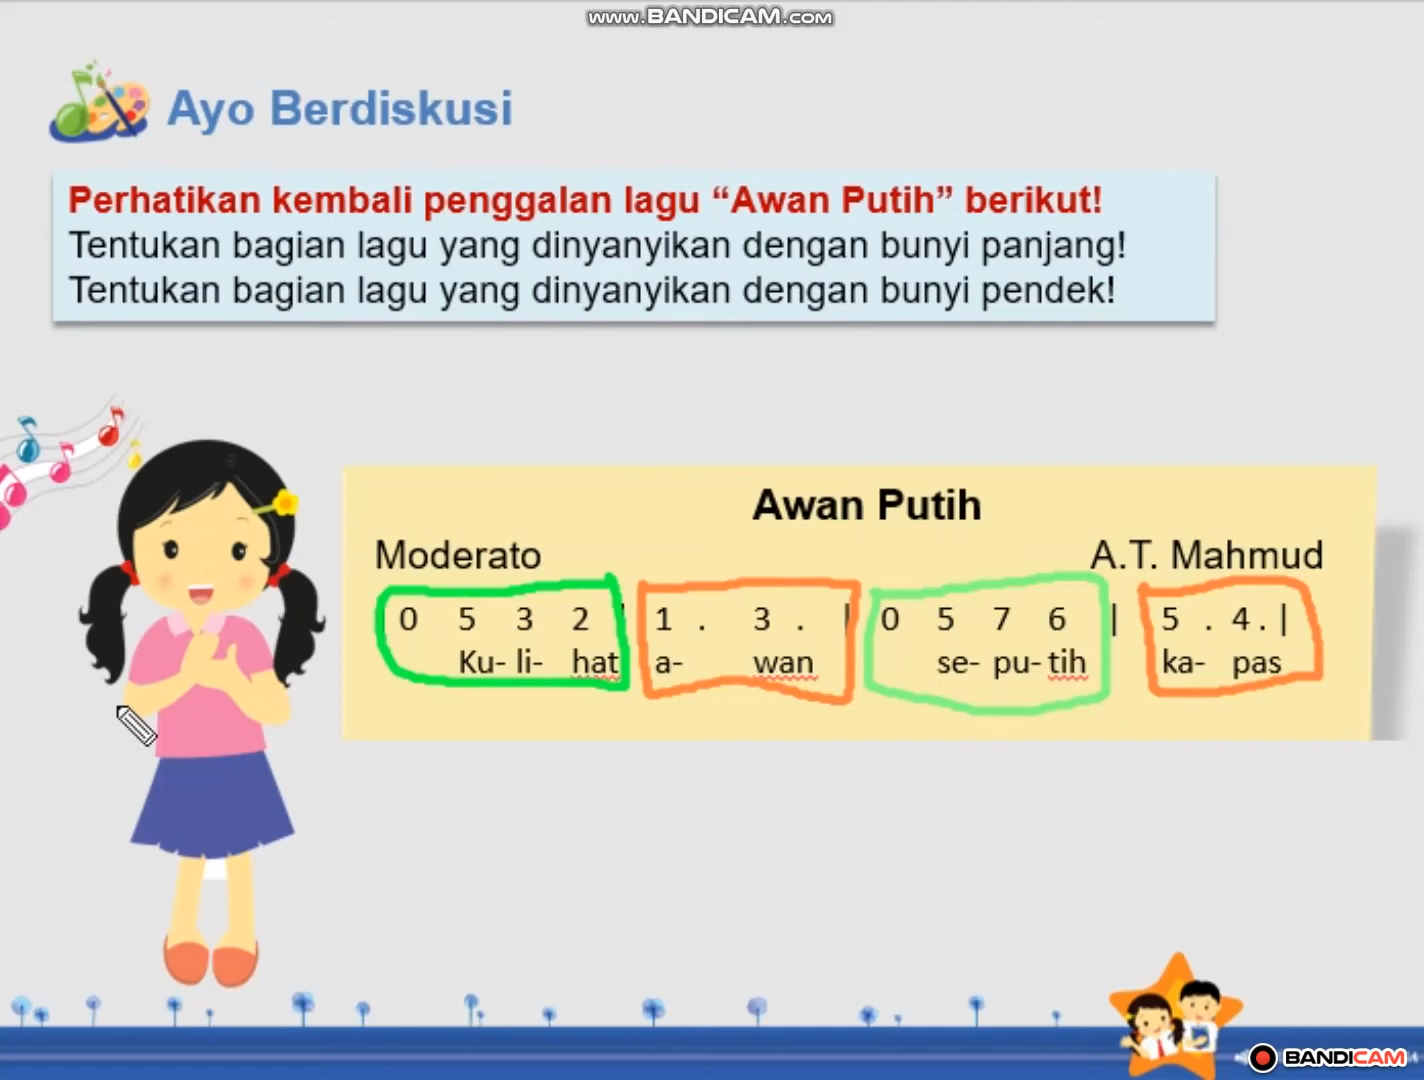 www.BANDICAM.com
Ayo Berdiskusi
Perhatikan kembali penggalan lagu “Awan Putih” berikut!
Tentukan bagian lagu yang dinyanyikan dengan bunyi panjang!
Tentukan bagian lagu yang dinyanyikan dengan bunyi pendek!
Awan Putih
Moderato A.T. Mahmud
0 5 3 2 | 1 . 3 . | 0 5 7 6 | 5 . 4 . |
Ku- li- hat a- wan se- pu- tih ka- pas
BANDICAM